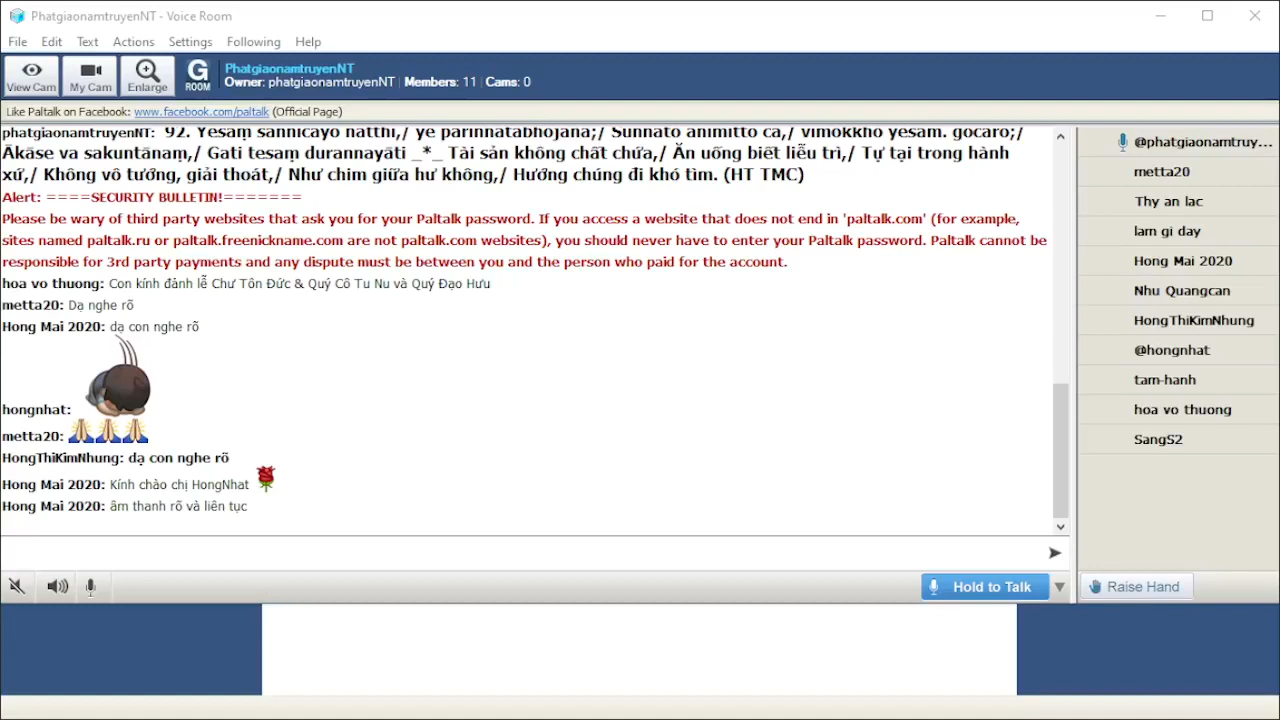 PhatgiaonamtruyenNT - Voice Room
File Edit Text Actions Settings Following Help
View Cam My Cam Enlarge G ROOM
PhatgiaonamtruyenNT
Owner: phatgiaonamtruyenNT | Members: 11 | Cams: 0
Like Paltalk on Facebook: www.facebook.com/paltalk (Official Page)
phatgiaonamtruyenNT: 92. Yesaṃ sannicayo natthi,/ ye pariññātabhojanā;/ Suññato animitto ca,/ vimokkho yesaṃ. gocaro;/
Ākāse va sakuntānaṃ,/ Gati tesaṃ durannayāti _*_ Tài sản không chất chứa,/ Ăn uống biết liễu trì,/ Tự tại trong hành
xứ,/ Không vô tướng, giải thoát,/ Như chim giữa hư không,/ Hướng chúng đi khó tìm. (HT TMC)
Alert: ====SECURITY BULLETIN!=======
Please be wary of third party websites that ask you for your Paltalk password. If you access a website that does not end in 'paltalk.com' (for example,
sites named paltalk.ru or paltalk.freenickname.com are not paltalk.com websites), you should never have to enter your Paltalk password. Paltalk cannot be
responsible for 3rd party payments and any dispute must be between you and the person who paid for the account.
hoa vo thuong: Con kính đảnh lễ Chư Tôn Đức & Quý Cô Tu Nu và Quý Đạo Hưu
metta20: Dạ nghe rõ
Hong Mai 2020: dạ con nghe rõ
hongnhat:
metta20:
HongThiKimNhung: dạ con nghe rõ
Hong Mai 2020: Kính chào chị HongNhat
Hong Mai 2020: âm thanh rõ và liên tục
@phatgiaonamtruy...
metta20
Thy an lac
lam gi day
Hong Mai 2020
Nhu Quangcan
HongThiKimNhung
@hongnhat
tam-hanh
hoa vo thuong
SangS2
Hold to Talk
Raise Hand